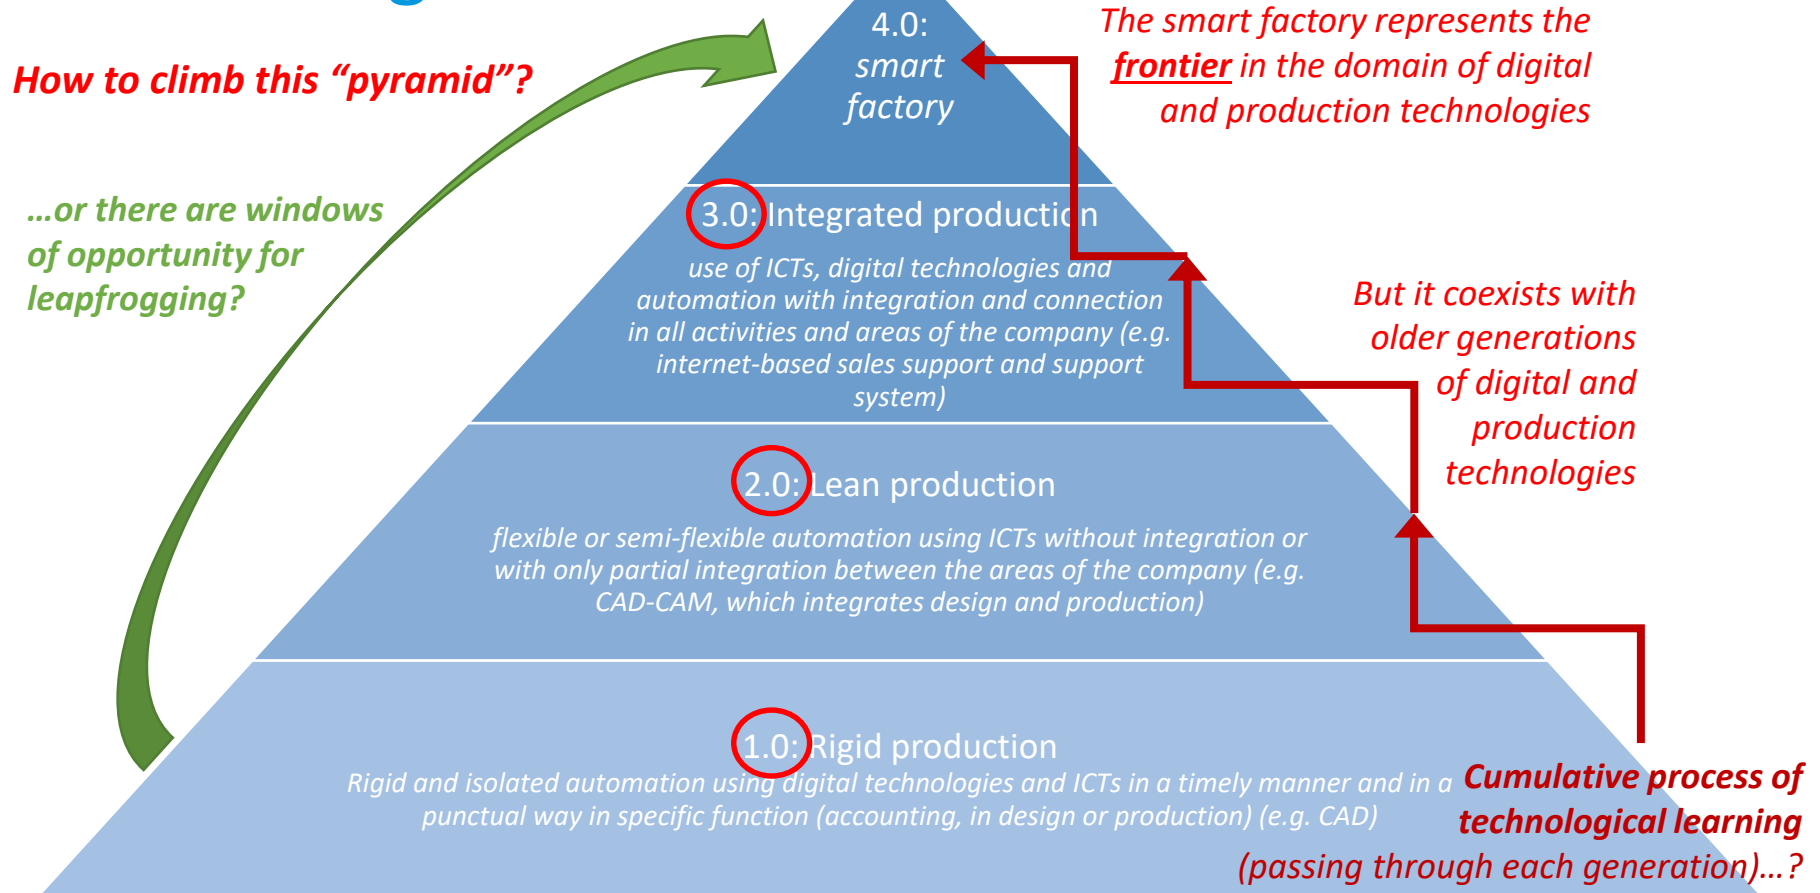 4.0:
smart
factory
The smart factory represents the
frontier in the domain of digital
and production technologies
How to climb this “pyramid”?
…or there are windows
of opportunity for
leapfrogging?
3.0: Integrated production
use of ICTs, digital technologies and
automation with integration and connection
in all activities and areas of the company (e.g.
internet-based sales support and support
system)
But it coexists with
older generations
of digital and
production
technologies
2.0: Lean production
flexible or semi-flexible automation using ICTs without integration or
with only partial integration between the areas of the company (e.g.
CAD-CAM, which integrates design and production)
1.0: Rigid production
Rigid and isolated automation using digital technologies and ICTs in a timely manner and in a
punctual way in specific function (accounting, in design or production) (e.g. CAD)
Cumulative process of
technological learning
(passing through each generation)…?